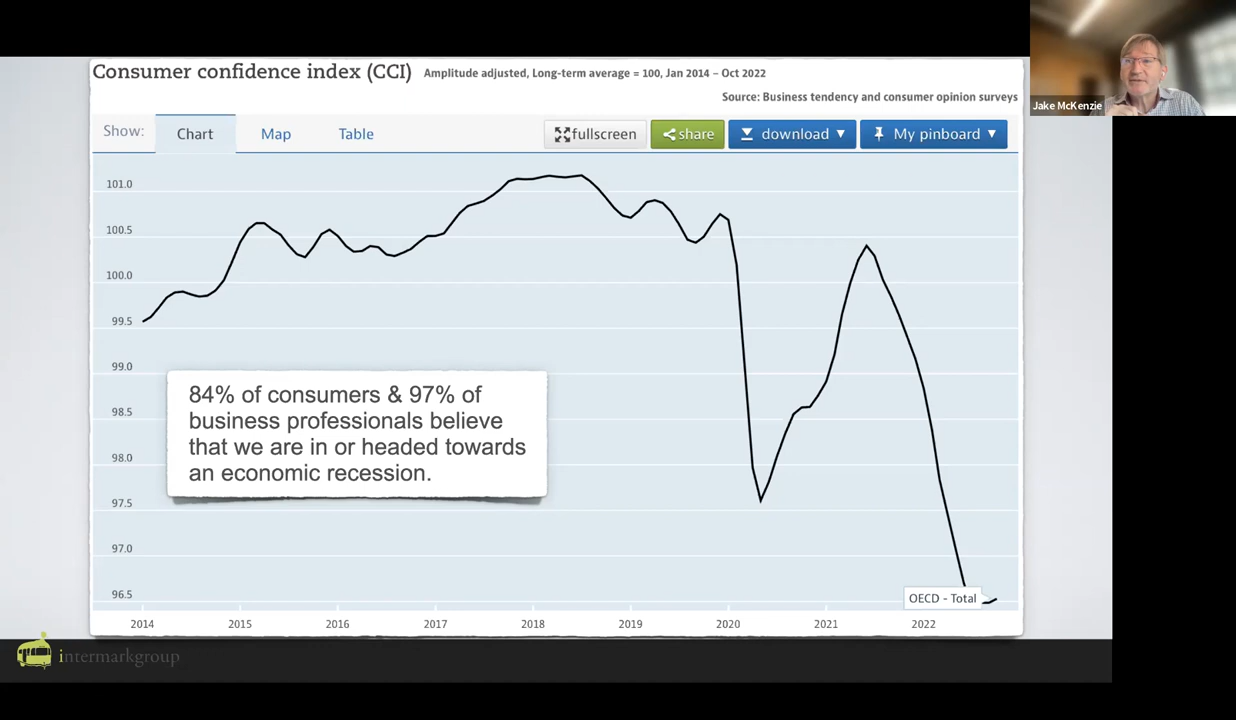 Consumer confidence index (CCI) Amplitude adjusted, Long-term average = 100, Jan 2014 – Oct 2022
Source: Business tendency and consumer opinion surveys
Jake McKenzie
Show: Chart Map Table fullscreen share download ▼ My pinboard ▼
101.0
100.5
100.0
99.5
99.0
98.5
98.0
97.5
97.0
96.5
84% of consumers & 97% of
business professionals believe
that we are in or headed towards
an economic recession.
OECD - Total
2014 2015 2016 2017 2018 2019 2020 2021 2022
intermarkgroup